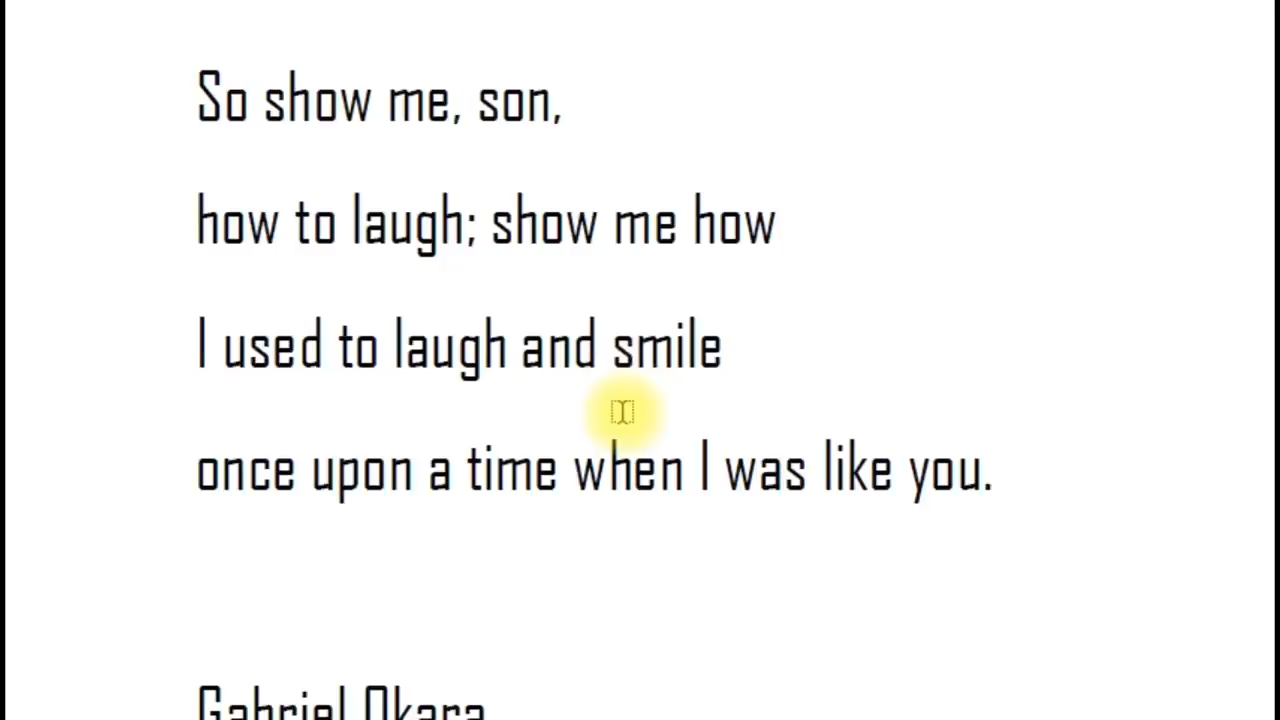 So show me, son,
how to laugh; show me how
I used to laugh and smile
once upon a time when I was like you.
Gabriel Okara